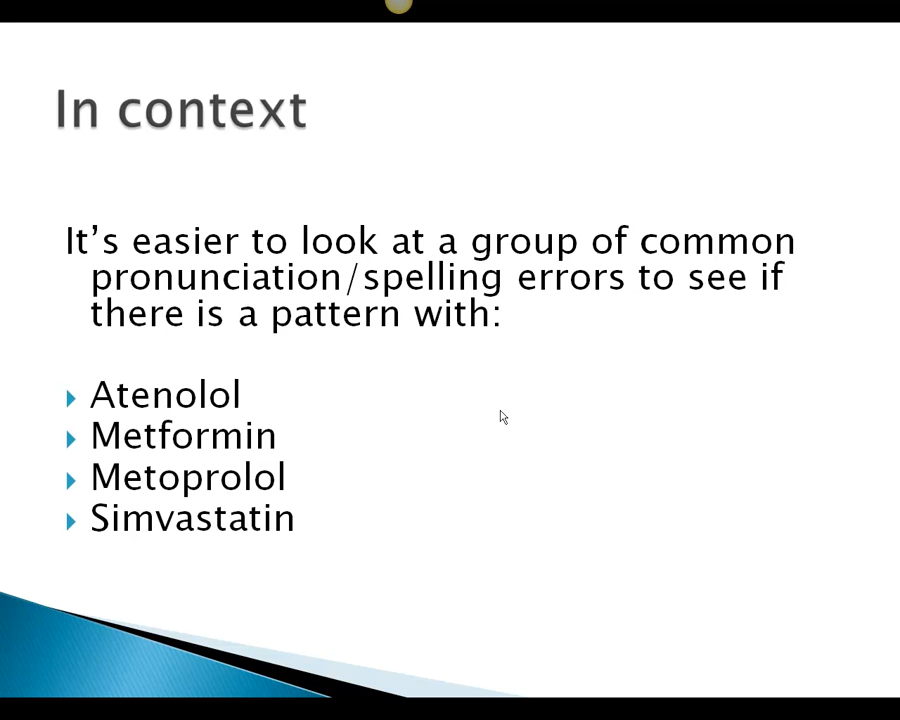 In context
It's easier to look at a group of common
pronunciation/spelling errors to see if
there is a pattern with:
Atenolol
Metformin
Metoprolol
Simvastatin